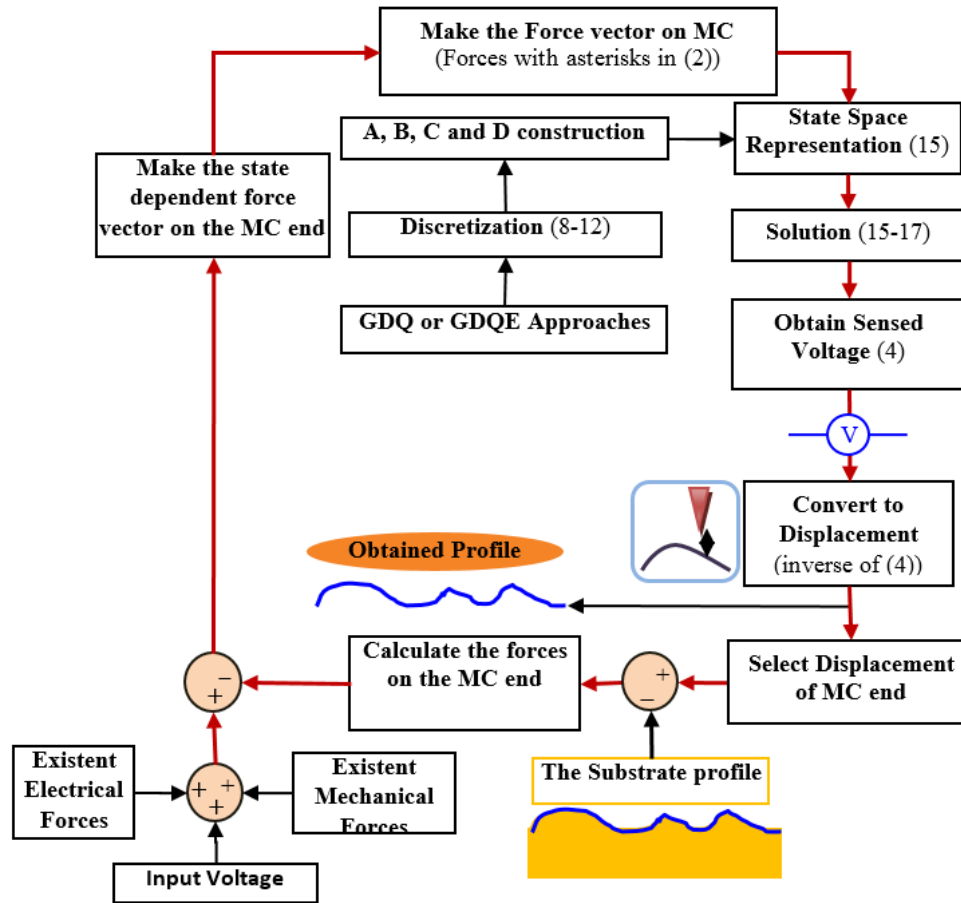 Make the Force vector on MC
(Forces with asterisks in (2))
A, B, C and D construction
State Space
Representation (15)
Make the state
dependent force
vector on the MC end
Discretization (8-12)
Solution (15-17)
GDQ or GDQE Approaches
Obtain Sensed
Voltage (4)
V
Convert to
Displacement
(inverse of (4))
Obtained Profile
Calculate the forces
on the MC end
Select Displacement
of MC end
+ −
+ −
The Substrate profile
Existent
Electrical
Forces
+ + +
Existent
Mechanical
Forces
Input Voltage